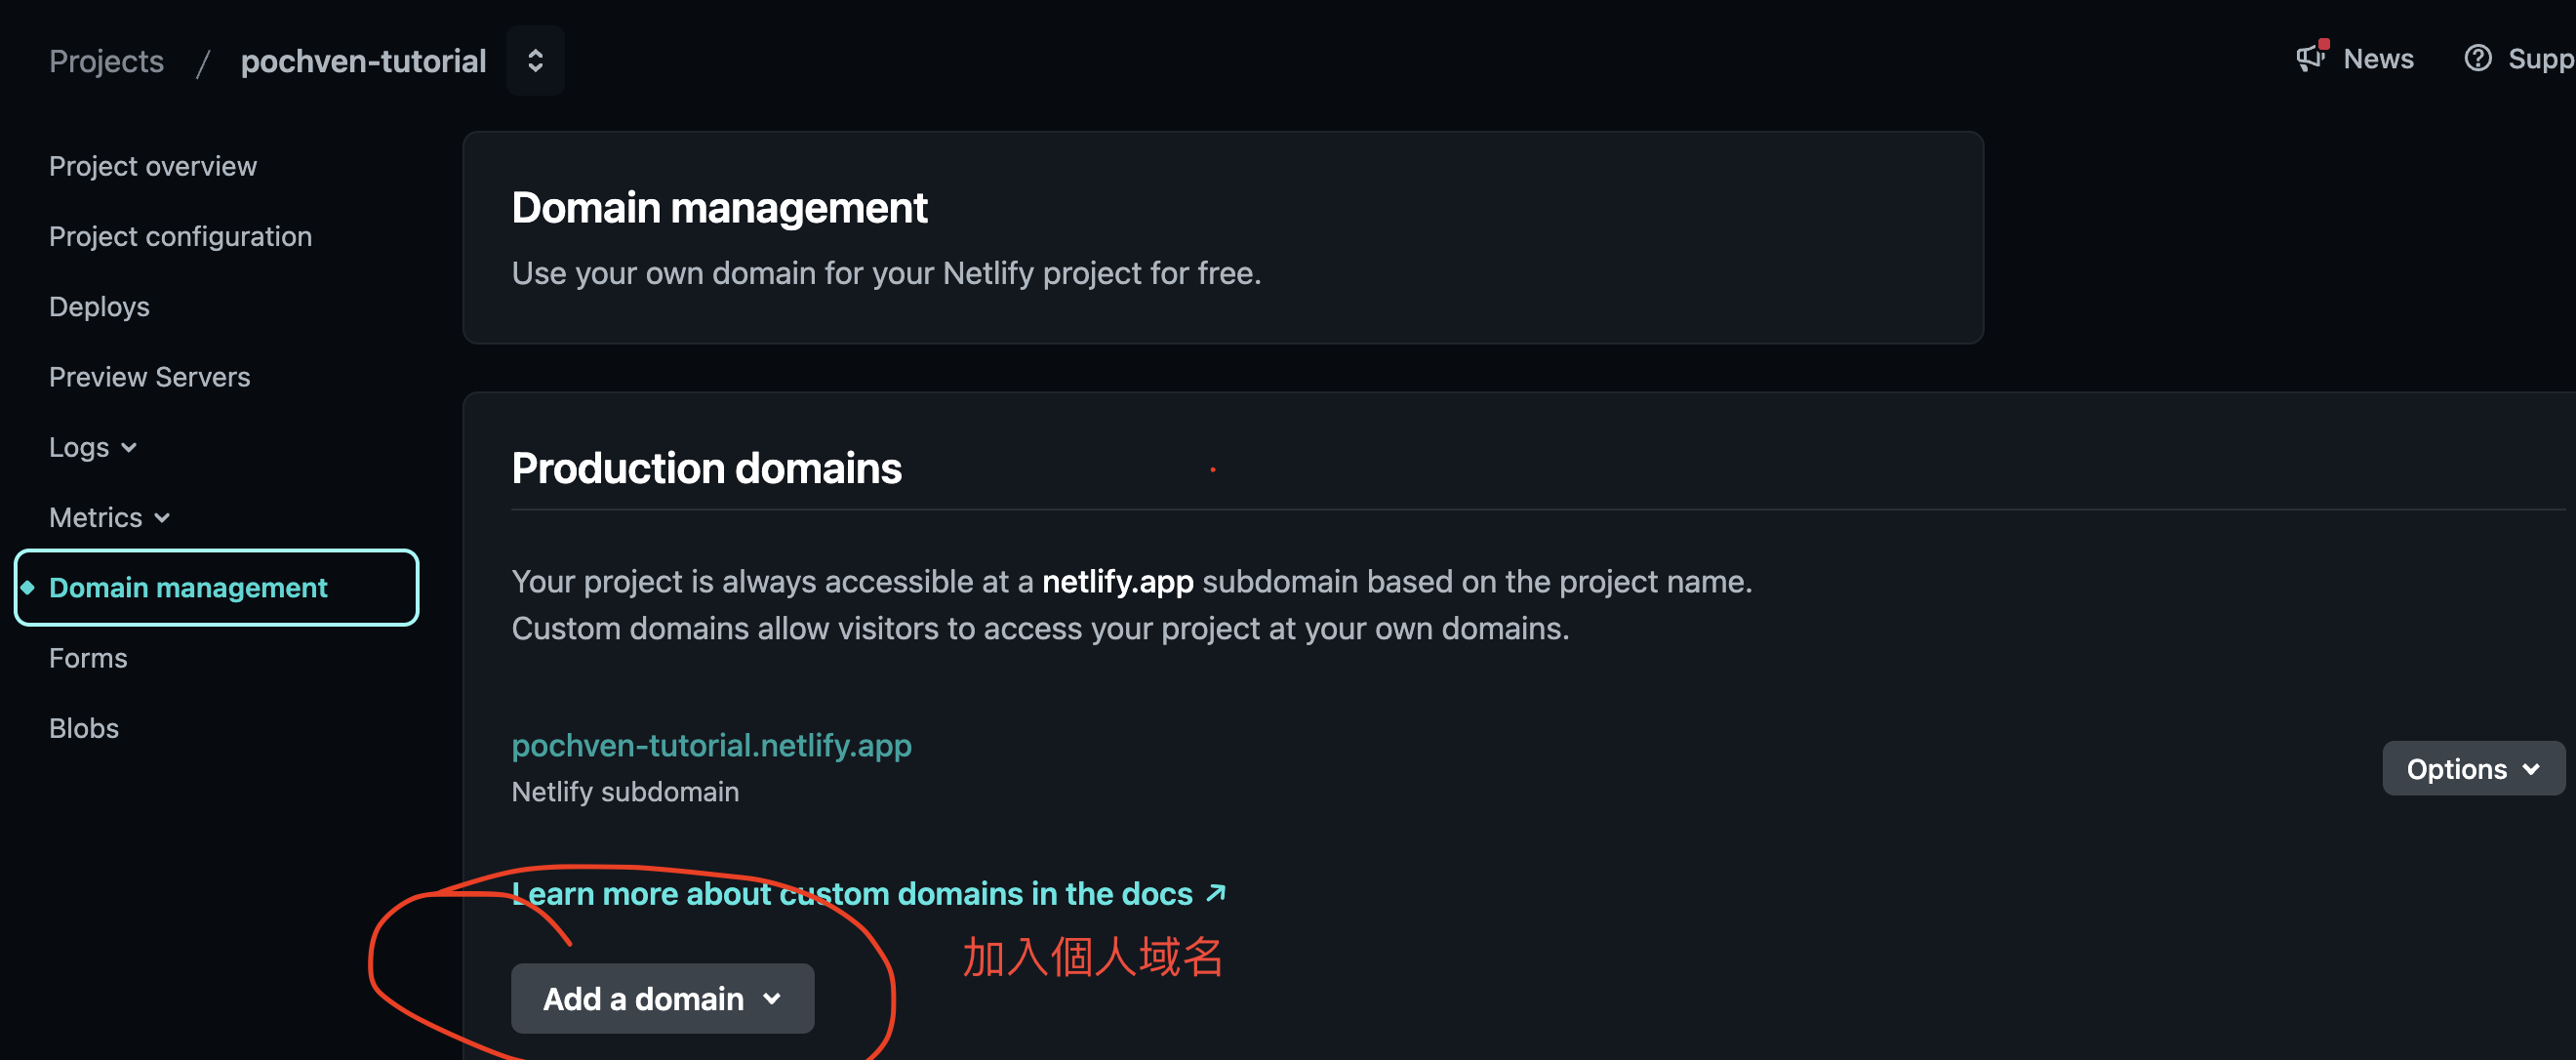 Projects / pochven-tutorial
News
Supp
Project overview
Project configuration
Deploys
Preview Servers
Logs
Metrics
Domain management
Forms
Blobs
Domain management
Use your own domain for your Netlify project for free.
Production domains
Your project is always accessible at a netlify.app subdomain based on the project name.
Custom domains allow visitors to access your project at your own domains.
pochven-tutorial.netlify.app
Netlify subdomain
Options
Learn more about custom domains in the docs ↗
加入個人域名
Add a domain